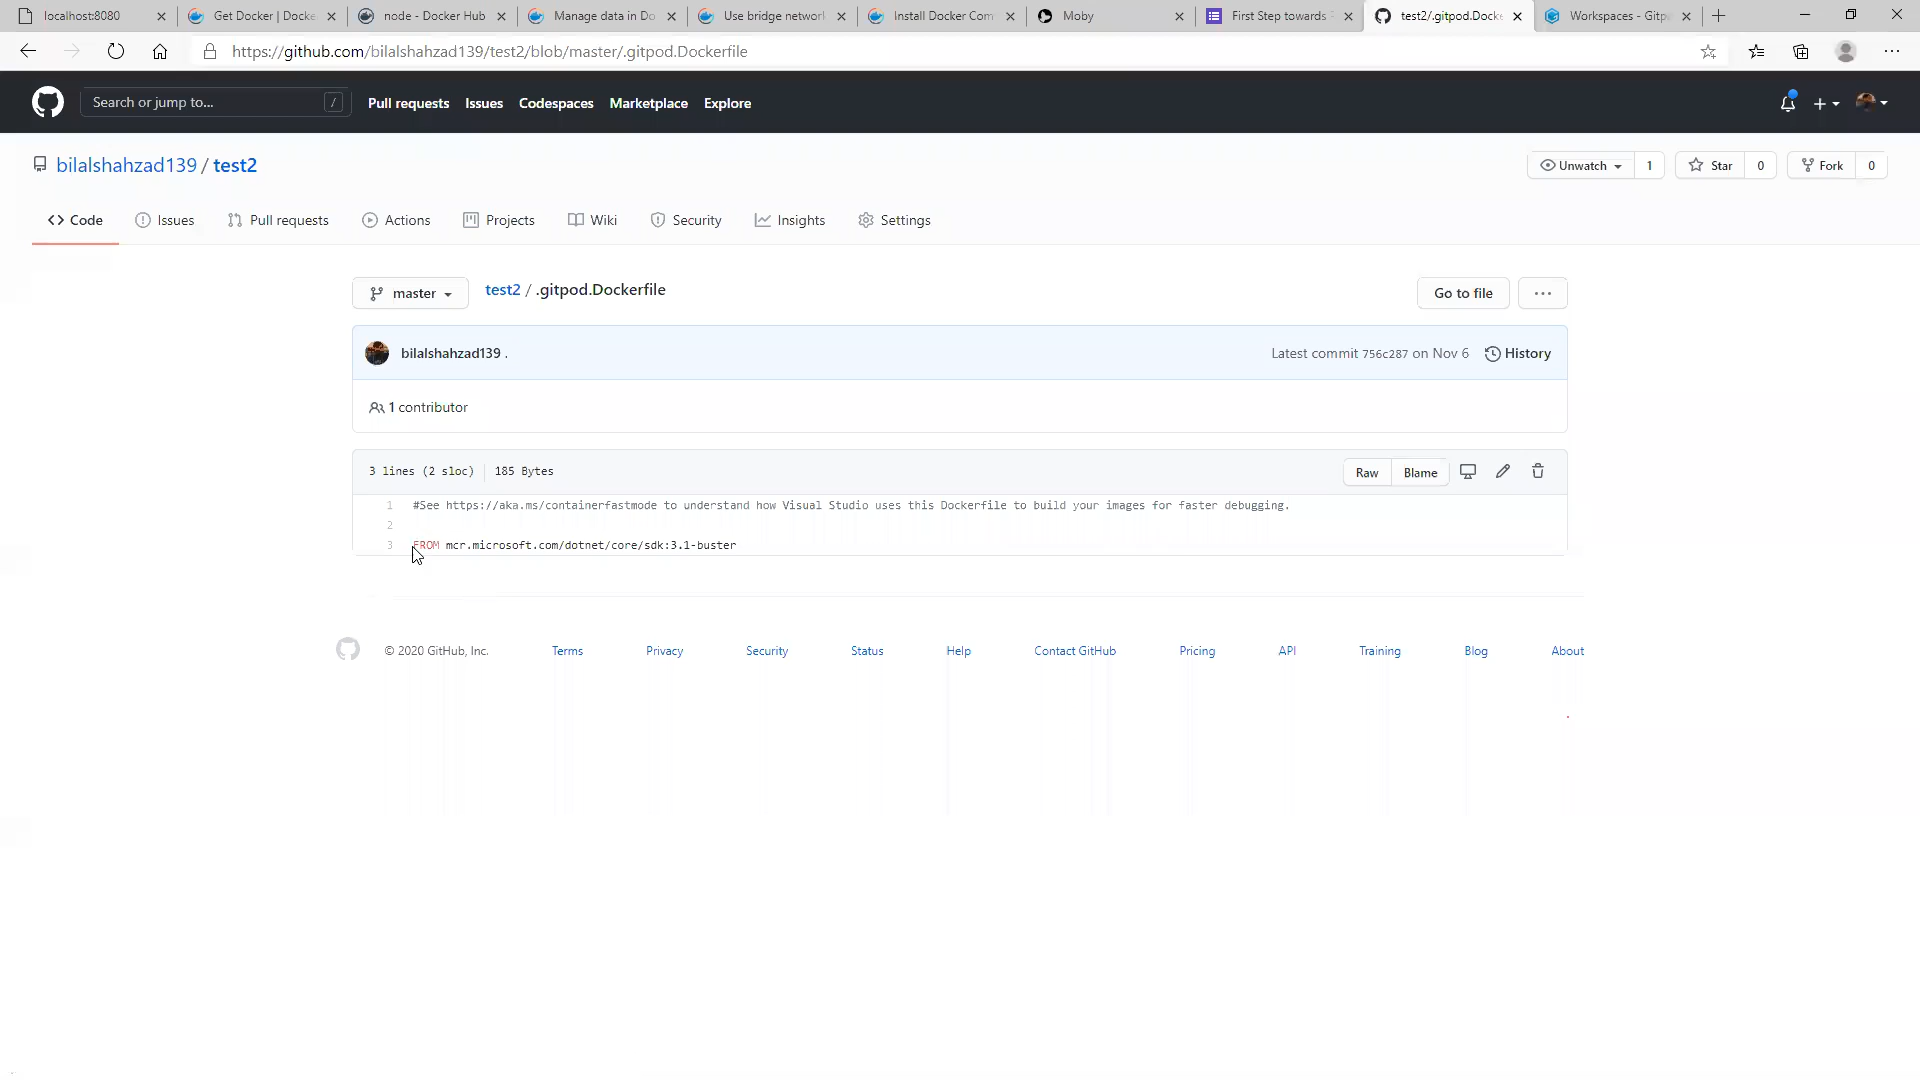 localhost:8080
Get Docker | Docke
node - Docker Hub
Manage data in Do
Use bridge network
Install Docker Com
Moby
First Step towards
test2/.gitpod.Docke
Workspaces - Gitp
https://github.com/bilalshahzad139/test2/blob/master/.gitpod.Dockerfile
Search or jump to... /
Pull requests Issues Codespaces Marketplace Explore
bilalshahzad139 / test2
Unwatch 1 Star 0 Fork 0
Code Issues Pull requests Actions Projects Wiki Security Insights Settings
master test2 / .gitpod.Dockerfile Go to file ...
bilalshahzad139 . Latest commit 756c287 on Nov 6 History
1 contributor
3 lines (2 sloc) 185 Bytes Raw Blame
1 #See https://aka.ms/containerfastmode to understand how Visual Studio uses this Dockerfile to build your images for faster debugging.
2
3 FROM mcr.microsoft.com/dotnet/core/sdk:3.1-buster
© 2020 GitHub, Inc. Terms Privacy Security Status Help Contact GitHub Pricing API Training Blog About